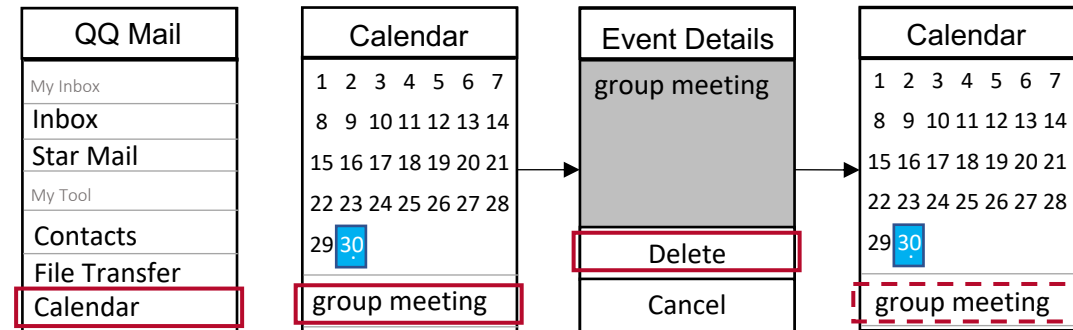 QQ Mail
My Inbox
Inbox
Star Mail
My Tool
Contacts
File Transfer
Calendar
Calendar
1 2 3 4 5 6 7
8 9 10 11 12 13 14
15 16 17 18 19 20 21
22 23 24 25 26 27 28
29 30
group meeting
Event Details
group meeting
Delete
Cancel
Calendar
1 2 3 4 5 6 7
8 9 10 11 12 13 14
15 16 17 18 19 20 21
22 23 24 25 26 27 28
29 30
group meeting